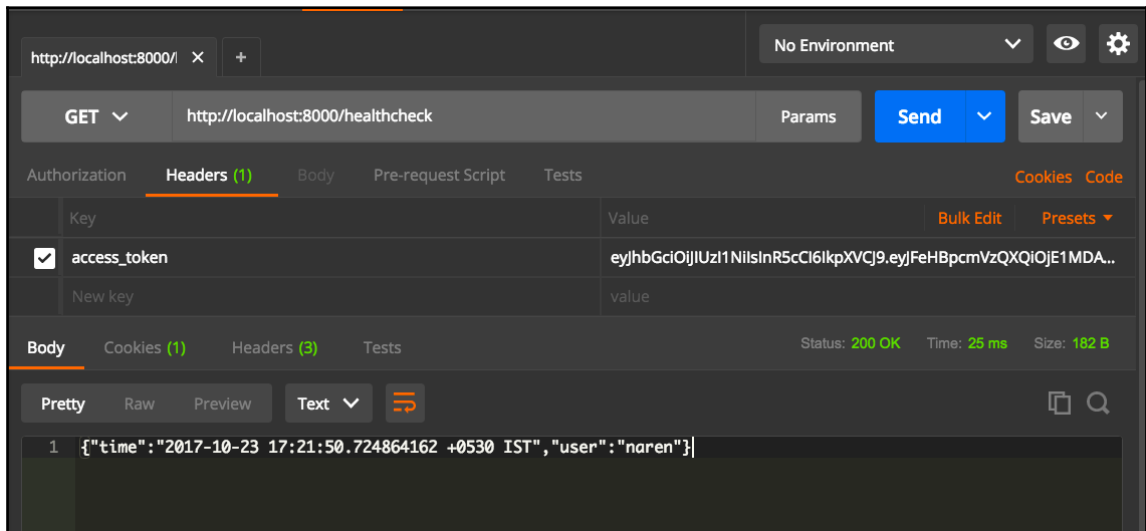 http://localhost:8000/l
No Environment
GET http://localhost:8000/healthcheck Params Send Save
Authorization Headers (1) Body Pre-request Script Tests Cookies Code
Key Value Bulk Edit Presets
access_token eyJhbGciOiJIUzI1NiIsInR5cCI6IkpXVCJ9.eyJFeHBpcmVzQXQiOjE1MDA...
New key value
Body Cookies (1) Headers (3) Tests Status: 200 OK Time: 25 ms Size: 182 B
Pretty Raw Preview Text
1 {"time":"2017-10-23 17:21:50.724864162 +0530 IST","user":"naren"}